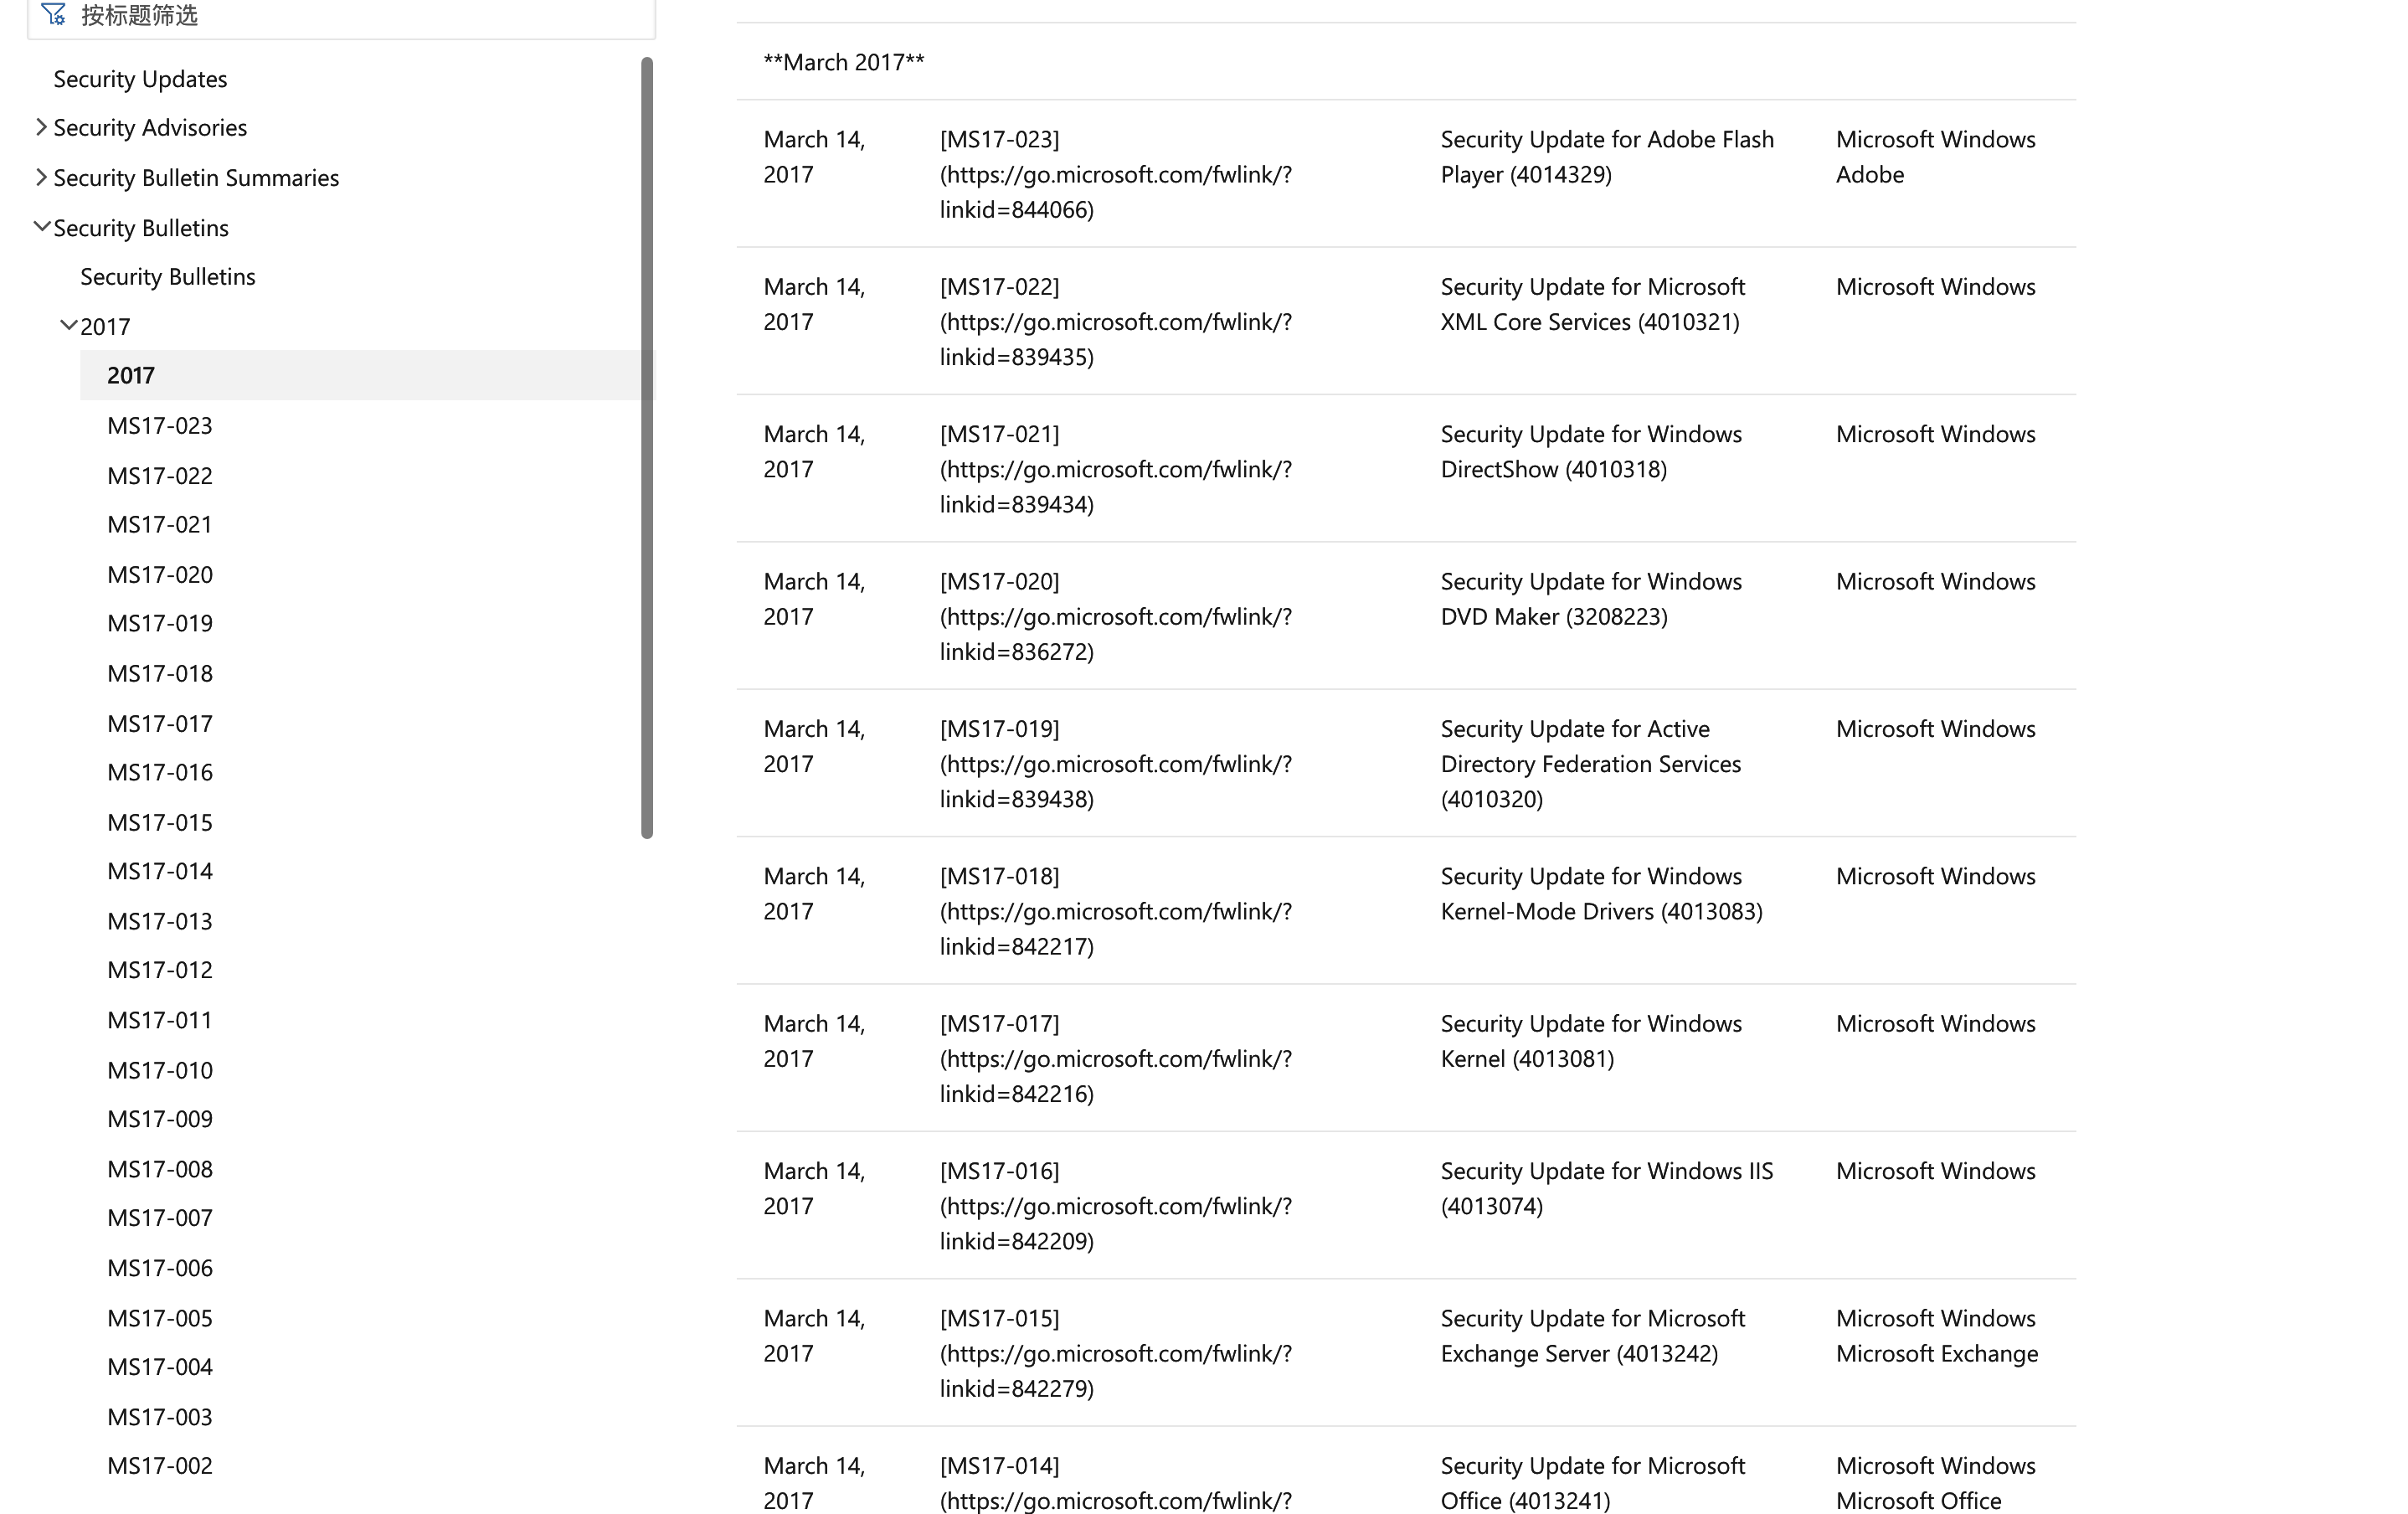 按标题筛选
Security Updates
Security Advisories
Security Bulletin Summaries
Security Bulletins
Security Bulletins
2017
2017
MS17-023
MS17-022
MS17-021
MS17-020
MS17-019
MS17-018
MS17-017
MS17-016
MS17-015
MS17-014
MS17-013
MS17-012
MS17-011
MS17-010
MS17-009
MS17-008
MS17-007
MS17-006
MS17-005
MS17-004
MS17-003
MS17-002
**March 2017**
March 14,
2017
[MS17-023]
(https://go.microsoft.com/fwlink/?
linkid=844066)
Security Update for Adobe Flash
Player (4014329)
Microsoft Windows
Adobe
March 14,
2017
[MS17-022]
(https://go.microsoft.com/fwlink/?
linkid=839435)
Security Update for Microsoft
XML Core Services (4010321)
Microsoft Windows
March 14,
2017
[MS17-021]
(https://go.microsoft.com/fwlink/?
linkid=839434)
Security Update for Windows
DirectShow (4010318)
Microsoft Windows
March 14,
2017
[MS17-020]
(https://go.microsoft.com/fwlink/?
linkid=836272)
Security Update for Windows
DVD Maker (3208223)
Microsoft Windows
March 14,
2017
[MS17-019]
(https://go.microsoft.com/fwlink/?
linkid=839438)
Security Update for Active
Directory Federation Services
(4010320)
Microsoft Windows
March 14,
2017
[MS17-018]
(https://go.microsoft.com/fwlink/?
linkid=842217)
Security Update for Windows
Kernel-Mode Drivers (4013083)
Microsoft Windows
March 14,
2017
[MS17-017]
(https://go.microsoft.com/fwlink/?
linkid=842216)
Security Update for Windows
Kernel (4013081)
Microsoft Windows
March 14,
2017
[MS17-016]
(https://go.microsoft.com/fwlink/?
linkid=842209)
Security Update for Windows IIS
(4013074)
Microsoft Windows
March 14,
2017
[MS17-015]
(https://go.microsoft.com/fwlink/?
linkid=842279)
Security Update for Microsoft
Exchange Server (4013242)
Microsoft Windows
Microsoft Exchange
March 14,
2017
[MS17-014]
(https://go.microsoft.com/fwlink/?
Security Update for Microsoft
Office (4013241)
Microsoft Windows
Microsoft Office